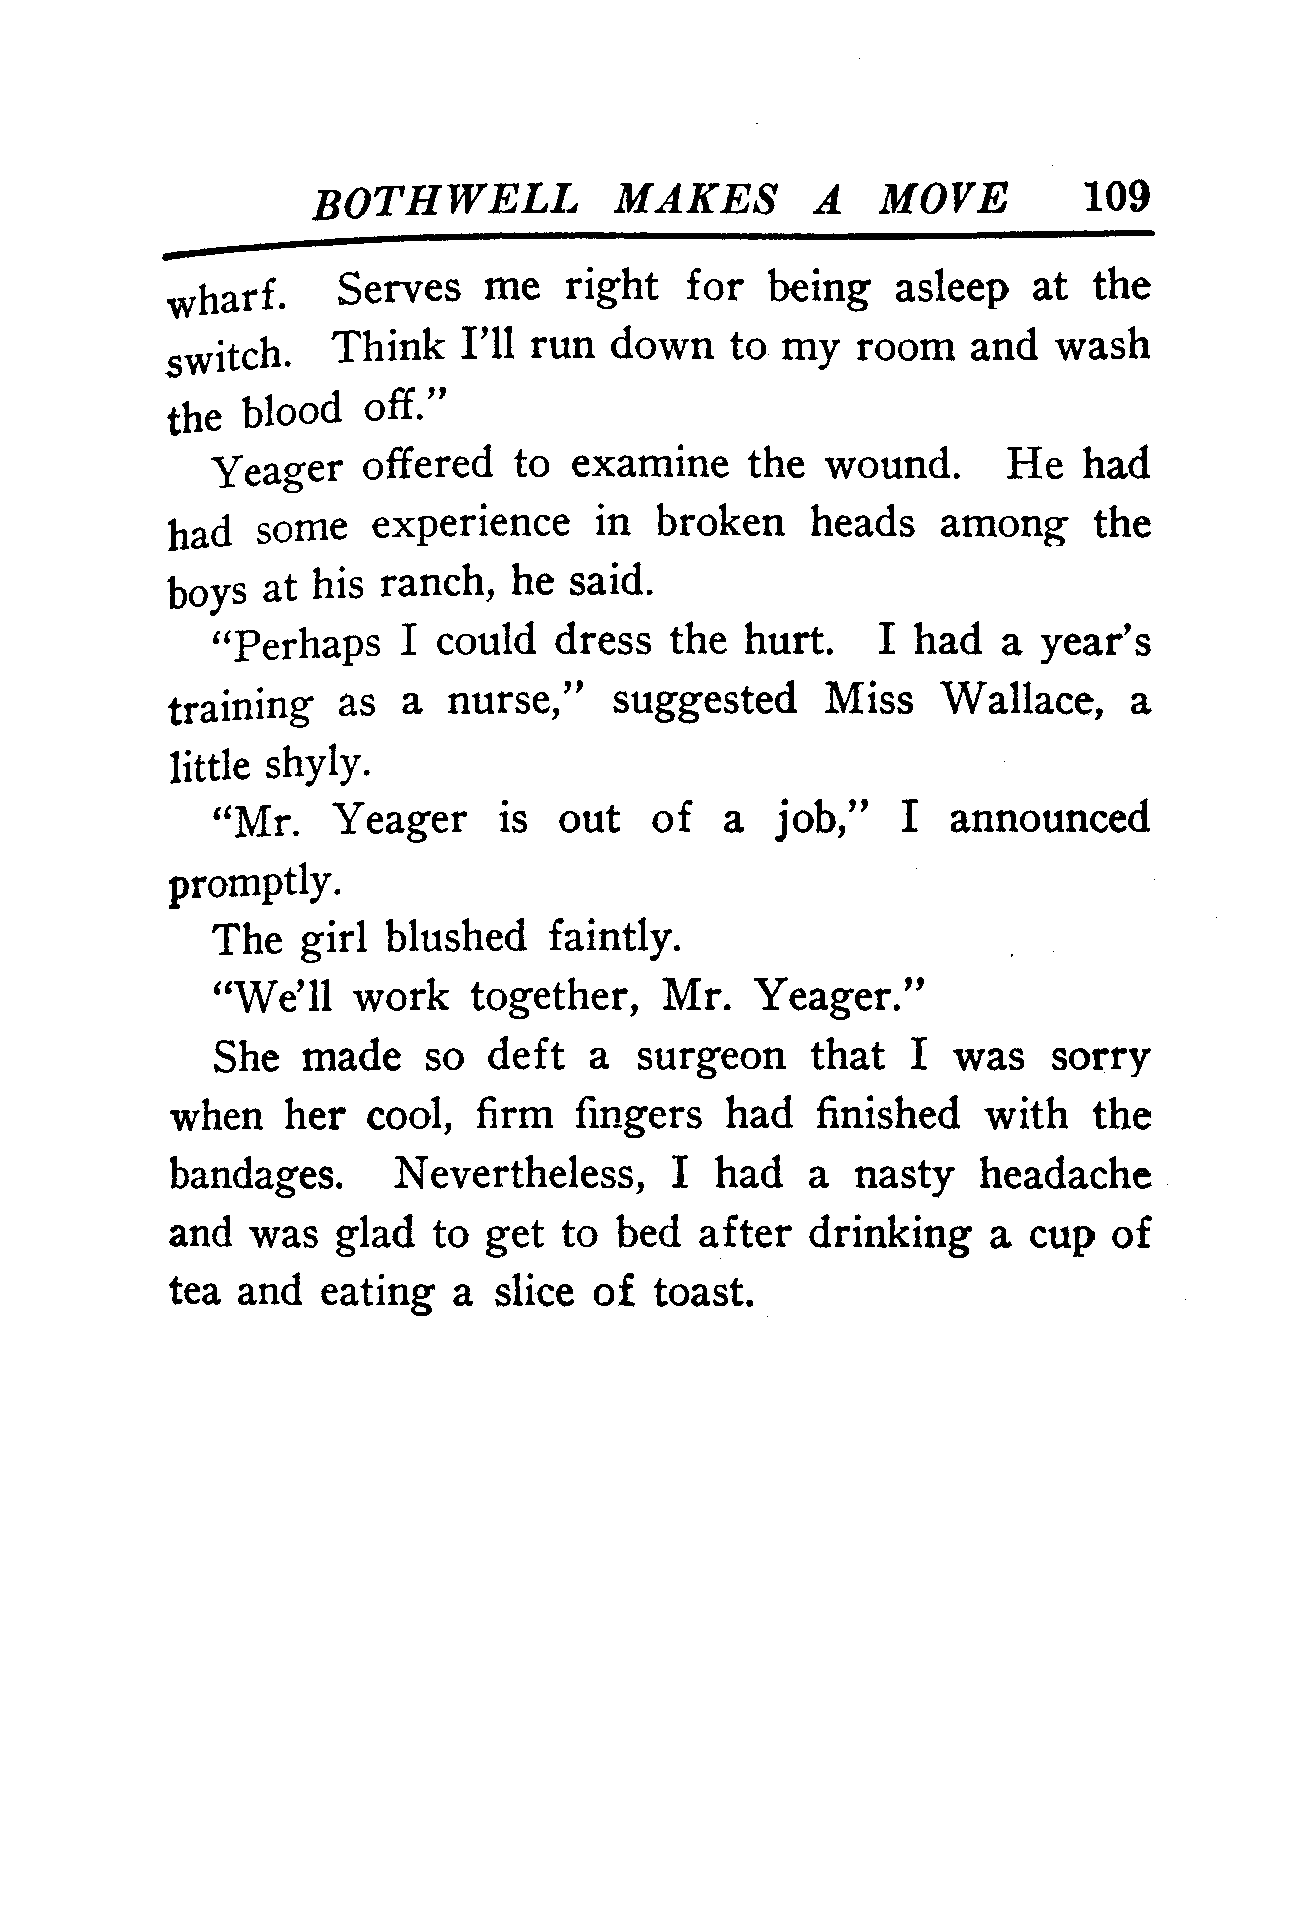 BOTHWELL MAKES A MOVE 109
wharf. Serves me right for being asleep at the
switch. Think I'll run down to my room and wash
the blood off."
Yeager offered to examine the wound. He had
had some experience in broken heads among the
boys at his ranch, he said.
"Perhaps I could dress the hurt. I had a year's
training as a nurse," suggested Miss Wallace, a
little shyly.
"Mr. Yeager is out of a job," I announced
promptly.
The girl blushed faintly.
"We'll work together, Mr. Yeager."
She made so deft a surgeon that I was sorry
when her cool, firm fingers had finished with the
bandages. Nevertheless, I had a nasty headache
and was glad to get to bed after drinking a cup of
tea and eating a slice of toast.